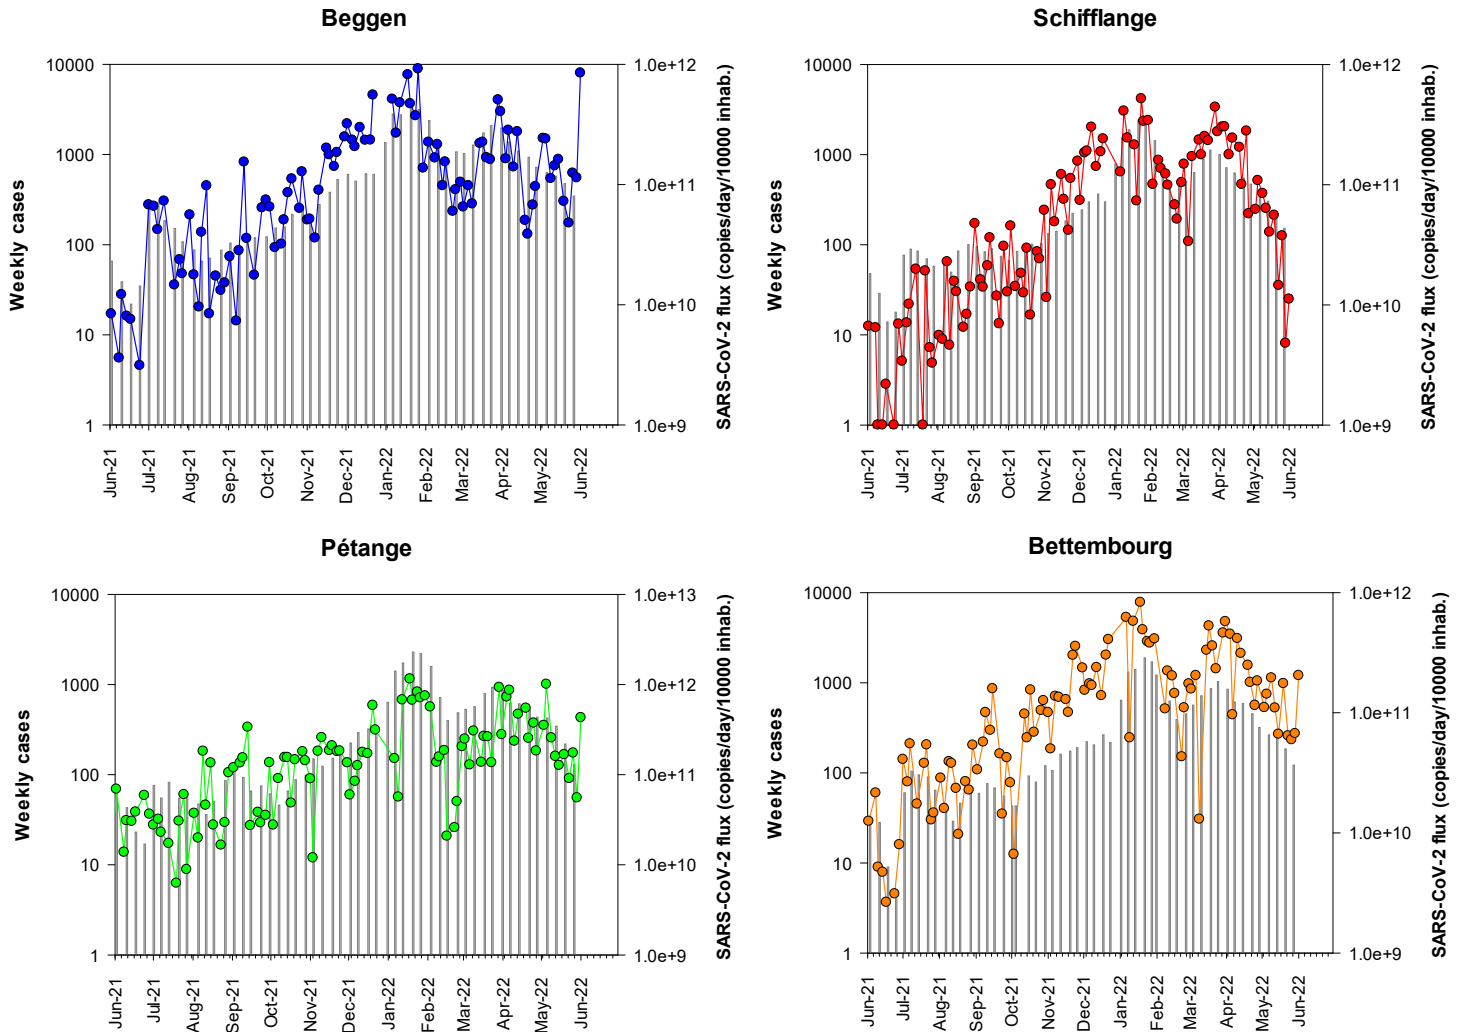 Beggen
Weekly cases
10000
1000
100
10
1
1.0e+12
1.0e+11
1.0e+10
1.0e+9
SARS-CoV-2 flux (copies/day/10000 inhab.)
Jun-21
Jul-21
Aug-21
Sep-21
Oct-21
Nov-21
Dec-21
Jan-22
Feb-22
Mar-22
Apr-22
May-22
Jun-22
Schifflange
Weekly cases
10000
1000
100
10
1
1.0e+12
1.0e+11
1.0e+10
1.0e+9
SARS-CoV-2 flux (copies/day/10000 inhab.)
Jun-21
Jul-21
Aug-21
Sep-21
Oct-21
Nov-21
Dec-21
Jan-22
Feb-22
Mar-22
Apr-22
May-22
Jun-22
Pétange
Weekly cases
10000
1000
100
10
1
1.0e+13
1.0e+12
1.0e+11
1.0e+10
1.0e+9
SARS-CoV-2 flux (copies/day/10000 inhab.)
Jun-21
Jul-21
Aug-21
Sep-21
Oct-21
Nov-21
Dec-21
Jan-22
Feb-22
Mar-22
Apr-22
May-22
Jun-22
Bettembourg
Weekly cases
10000
1000
100
10
1
1.0e+12
1.0e+11
1.0e+10
1.0e+9
SARS-CoV-2 flux (copies/day/10000 inhab.)
Jun-21
Jul-21
Aug-21
Sep-21
Oct-21
Nov-21
Dec-21
Jan-22
Feb-22
Mar-22
Apr-22
May-22
Jun-22